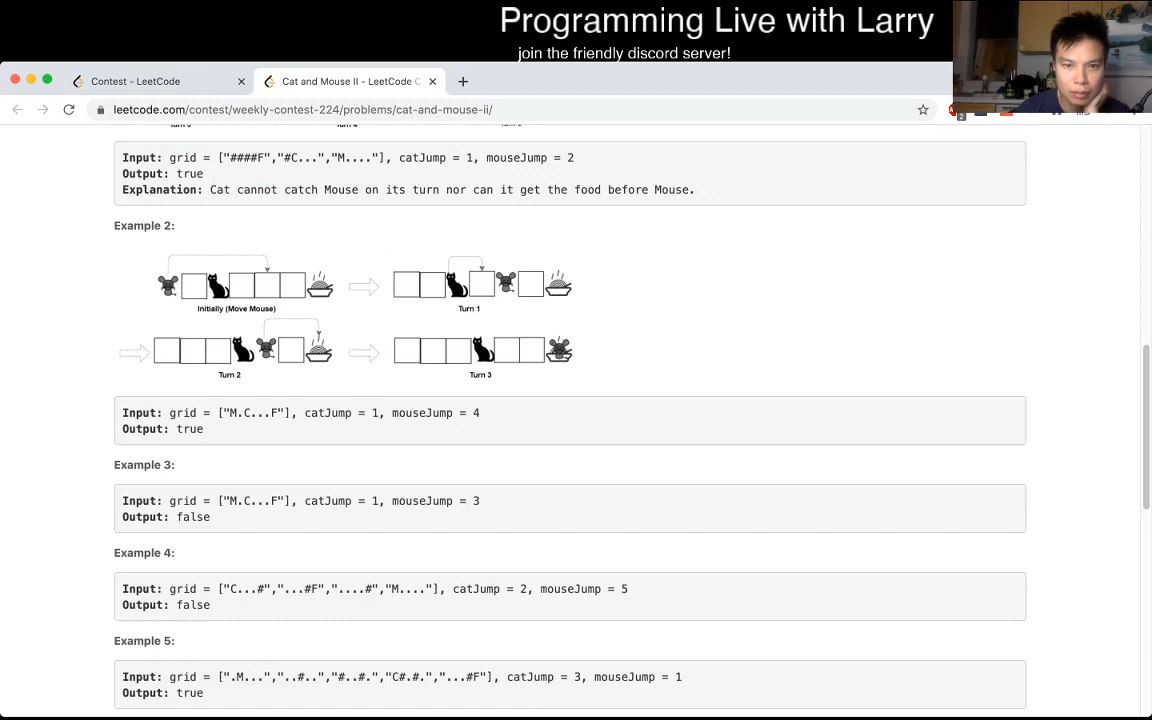 Programming Live with Larry
join the friendly discord server!
Contest - LeetCode
Cat and Mouse II - LeetCode C
leetcode.com/contest/weekly-contest-224/problems/cat-and-mouse-ii/
2
Input: grid = ["####F","#C...","M...."], catJump = 1, mouseJump = 2
Output: true
Explanation: Cat cannot catch Mouse on its turn nor can it get the food before Mouse.
Example 2:
Initially (Move Mouse)
Turn 1
Turn 2
Turn 3
Input: grid = ["M.C...F"], catJump = 1, mouseJump = 4
Output: true
Example 3:
Input: grid = ["M.C...F"], catJump = 1, mouseJump = 3
Output: false
Example 4:
Input: grid = ["C...#","...#F","....#","M...."], catJump = 2, mouseJump = 5
Output: false
Example 5:
Input: grid = [".M...","..#..","#..#.","C#.#.","...#F"], catJump = 3, mouseJump = 1
Output: true